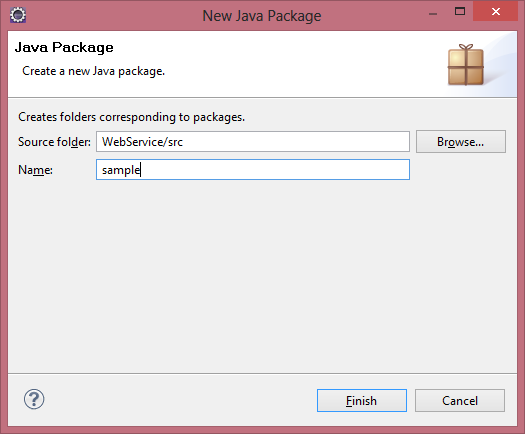 New Java Package
Java Package
Create a new Java package.
Creates folders corresponding to packages.
Source folder: WebService/src Browse...
Name: sample
? Finish Cancel